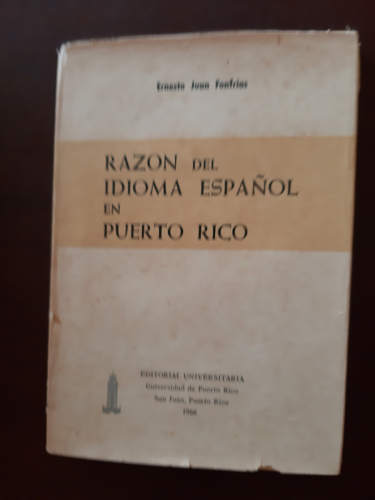 Ernesto Juan Fonfrías
RAZON DEL
IDIOMA ESPAÑOL
EN
PUERTO RICO
EDITORIAL UNIVERSITARIA
Universidad de Puerto Rico
San Juan, Puerto Rico
1966